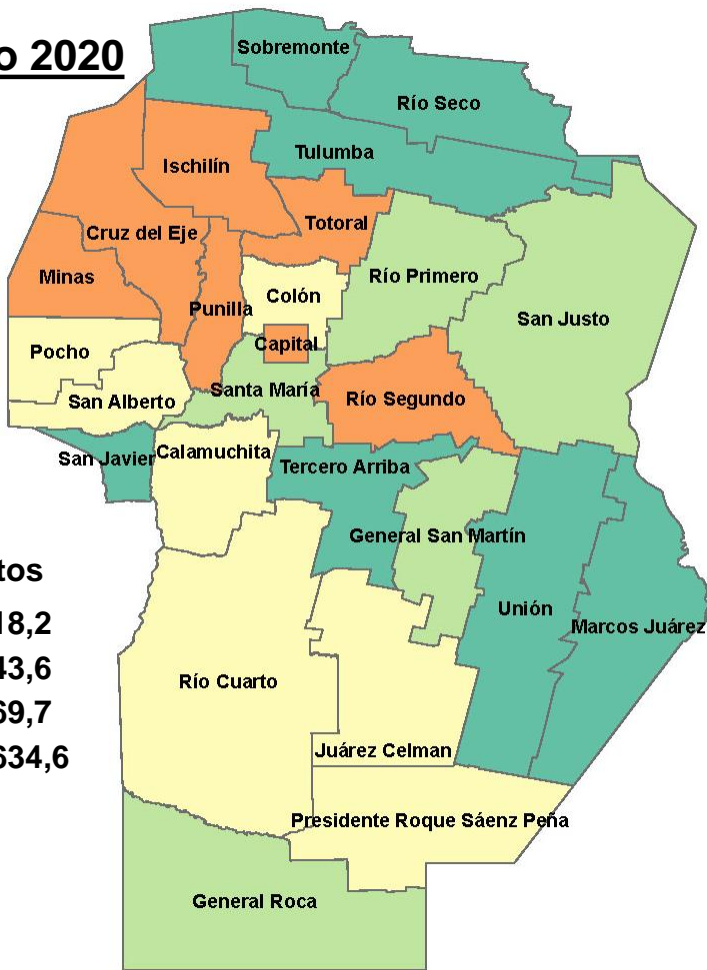 o 2020
Sobremonte
Río Seco
Tulumba
Ischilín
Totoral
Cruz del Eje
Río Primero
Minas
Colón
Punilla
San Justo
Capital
Pocho
Santa María
San Alberto
Río Segundo
San Javier
Calamuchita
Tercero Arriba
General San Martín
tos
Unión
18,2
Marcos Juárez
43,6
Río Cuarto
69,7
634,6
Juárez Celman
Presidente Roque Sáenz Peña
General Roca